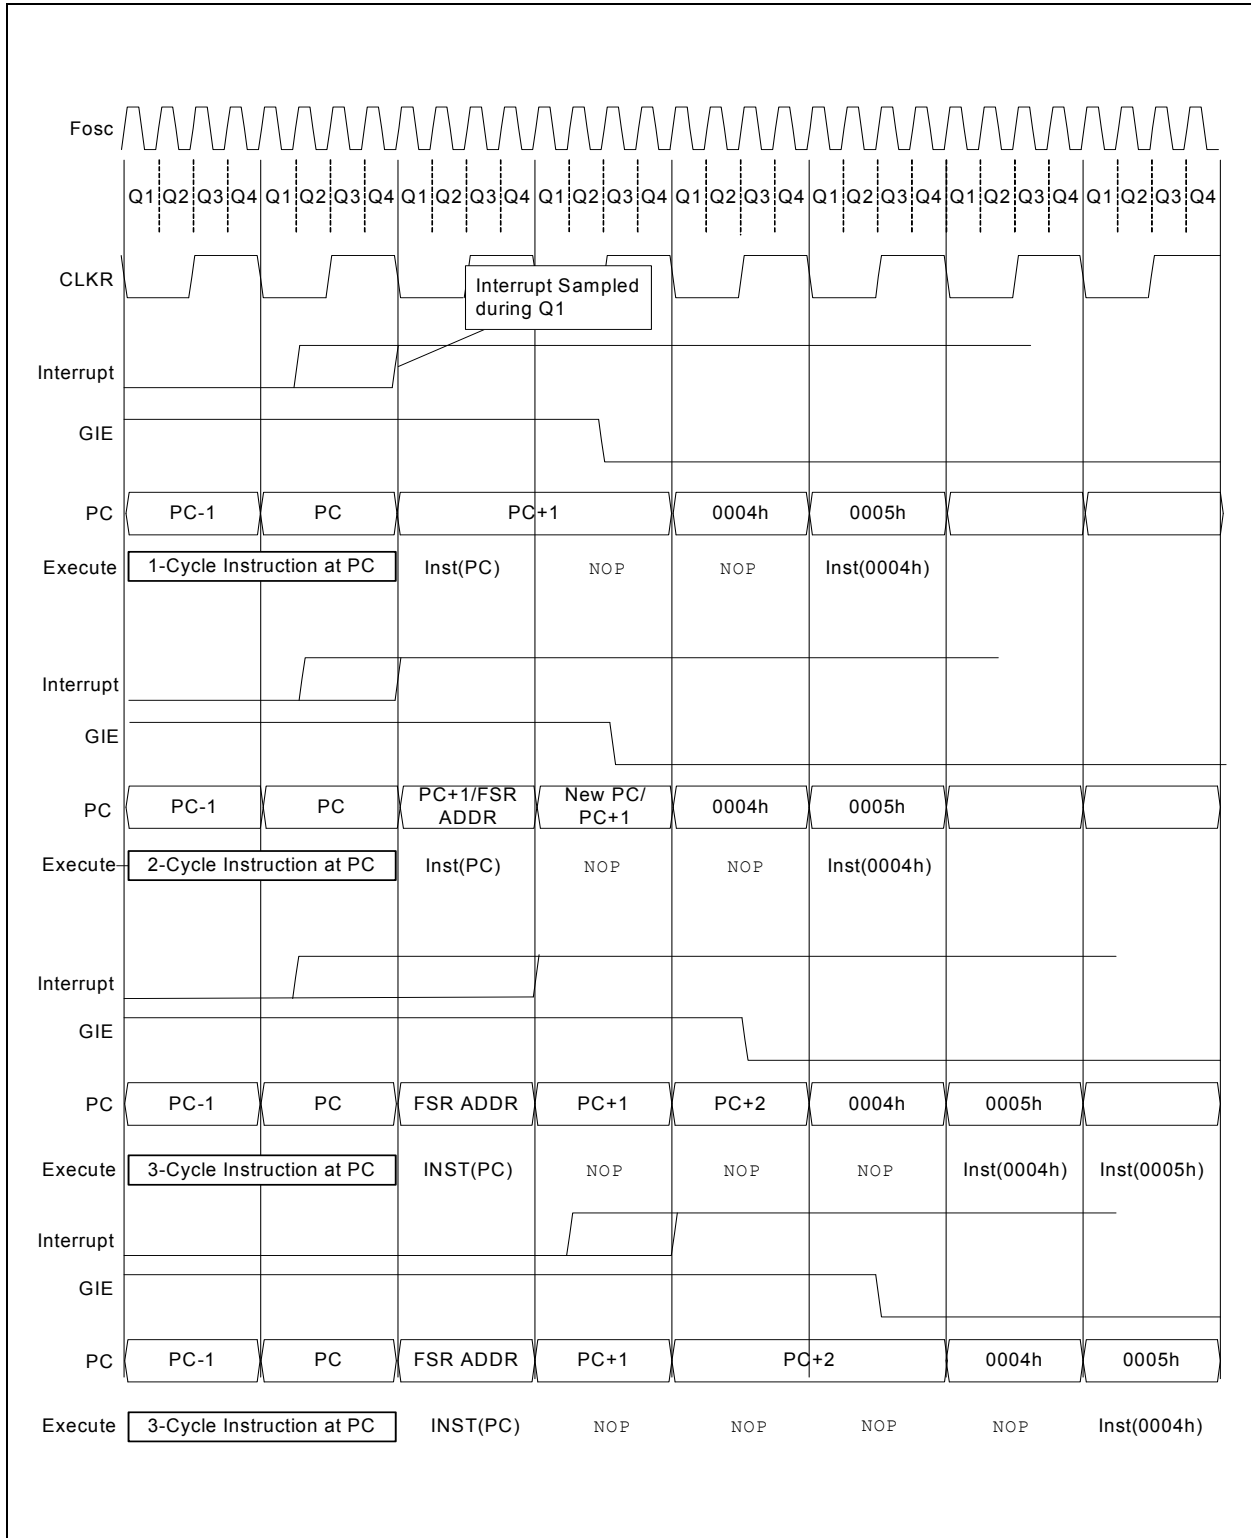 Fosc
Q1 Q2 Q3 Q4 Q1 Q2 Q3 Q4 Q1 Q2 Q3 Q4 Q1 Q2 Q3 Q4 Q1 Q2 Q3 Q4 Q1 Q2 Q3 Q4 Q1 Q2 Q3 Q4 Q1 Q2 Q3 Q4
CLKR
Interrupt Sampled
during Q1
Interrupt
GIE
PC PC-1 PC PC+1 0004h 0005h
Execute 1-Cycle Instruction at PC Inst(PC) NOP NOP Inst(0004h)
Interrupt
GIE
PC PC-1 PC PC+1/FSR ADDR New PC/ PC+1 0004h 0005h
Execute 2-Cycle Instruction at PC Inst(PC) NOP NOP Inst(0004h)
Interrupt
GIE
PC PC-1 PC FSR ADDR PC+1 PC+2 0004h 0005h
Execute 3-Cycle Instruction at PC INST(PC) NOP NOP NOP Inst(0004h) Inst(0005h)
Interrupt
GIE
PC PC-1 PC FSR ADDR PC+1 PC+2 0004h 0005h
Execute 3-Cycle Instruction at PC INST(PC) NOP NOP NOP NOP Inst(0004h)